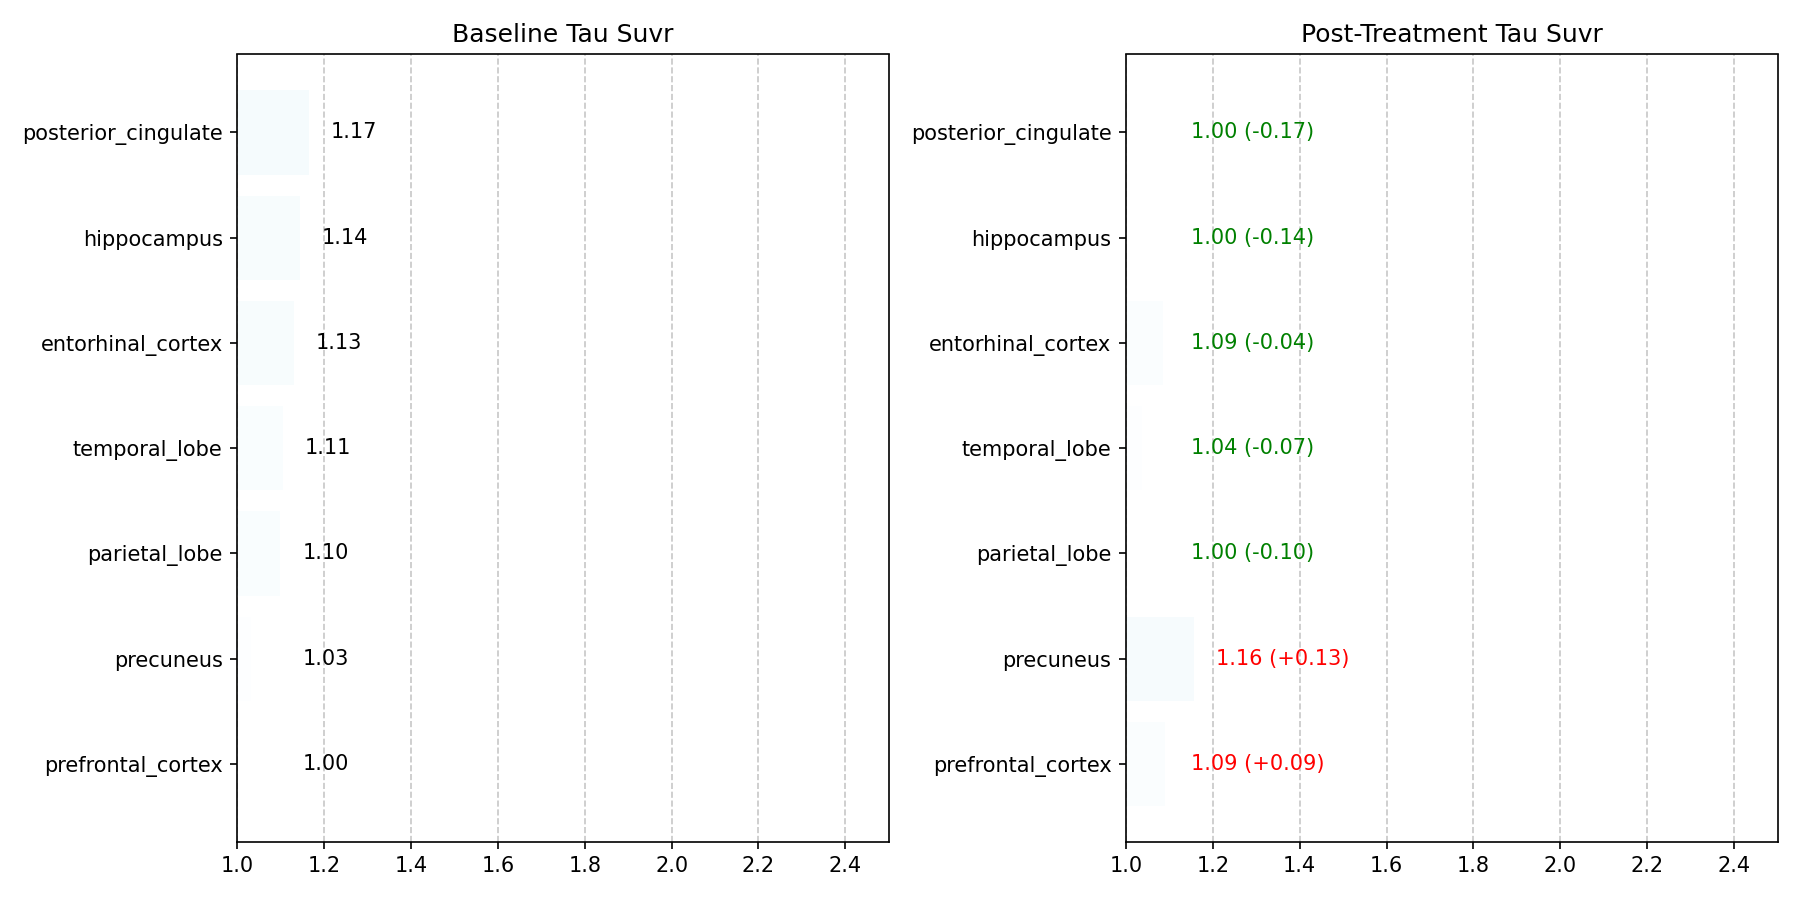 Baseline Tau Suvr
posterior_cingulate
1.17
hippocampus
1.14
entorhinal_cortex
1.13
temporal_lobe
1.11
parietal_lobe
1.10
precuneus
1.03
prefrontal_cortex
1.00
1.0 1.2 1.4 1.6 1.8 2.0 2.2 2.4
Post-Treatment Tau Suvr
posterior_cingulate
1.00 (-0.17)
hippocampus
1.00 (-0.14)
entorhinal_cortex
1.09 (-0.04)
temporal_lobe
1.04 (-0.07)
parietal_lobe
1.00 (-0.10)
precuneus
1.16 (+0.13)
prefrontal_cortex
1.09 (+0.09)
1.0 1.2 1.4 1.6 1.8 2.0 2.2 2.4